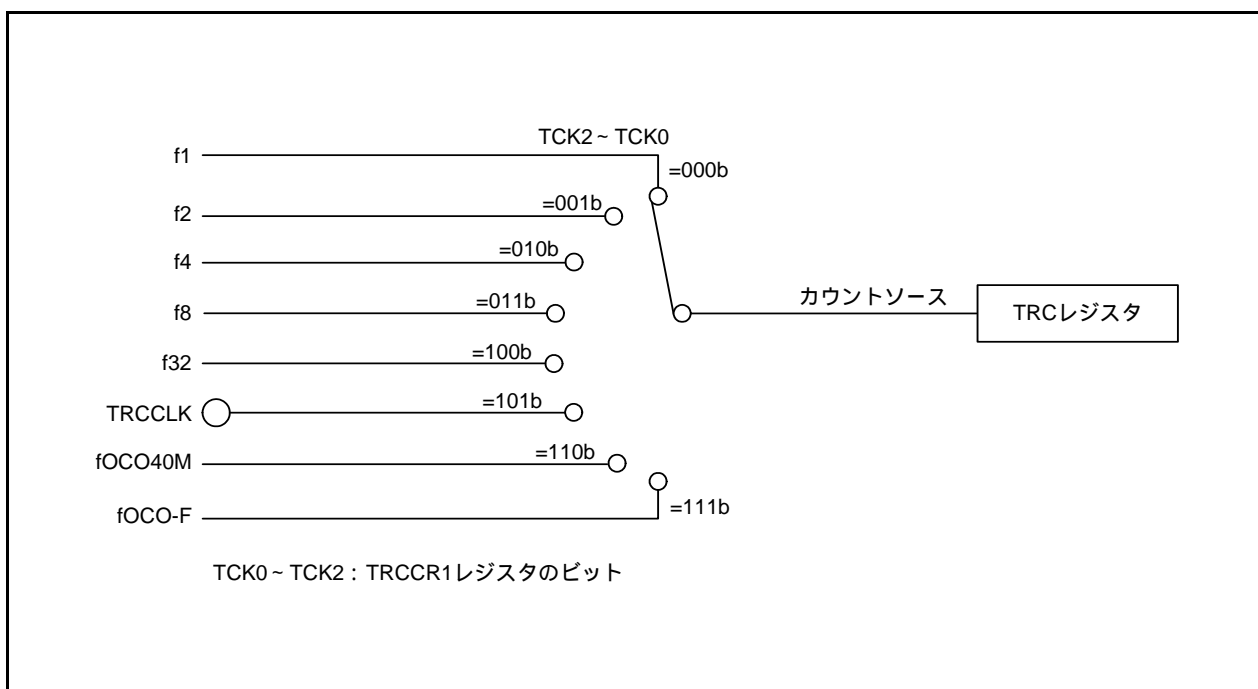 TCK2～TCK0
f1
=000b
f2
=001b
f4
=010b
カウントソース
TRCレジスタ
f8
=011b
f32
=100b
TRCCLK
=101b
fOCO40M
=110b
fOCO-F
=111b
TCK0～TCK2：TRCCR1レジスタのビット